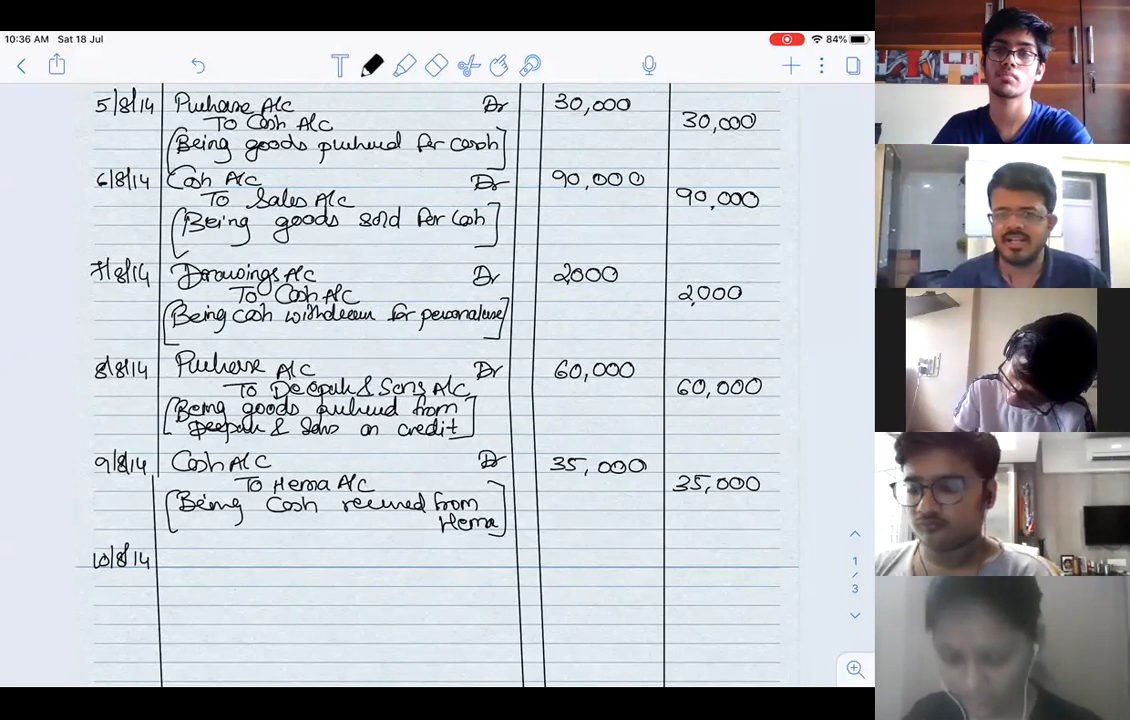 10:36 AM Sat 18 Jul 84%
5/8/14 Purchase A/c Dr 30,000
To Cash A/c 30,000
(Being goods purchased for cash)
6/8/14 Cash A/c Dr 90,000
To Sales A/c 90,000
(Being goods sold for cash)
7/8/14 Drawings A/c Dr 2000
To Cash A/c 2,000
(Being cash withdrawn for personal use)
8/8/14 Purchase A/c Dr 60,000
To Deepak & Sons A/c 60,000
(Being goods purchased from
Deepak & Sons on credit)
9/8/14 Cash A/c Dr 35,000
To Hema A/c 35,000
(Being Cash received from
Hema)
10/8/14
1
/
3